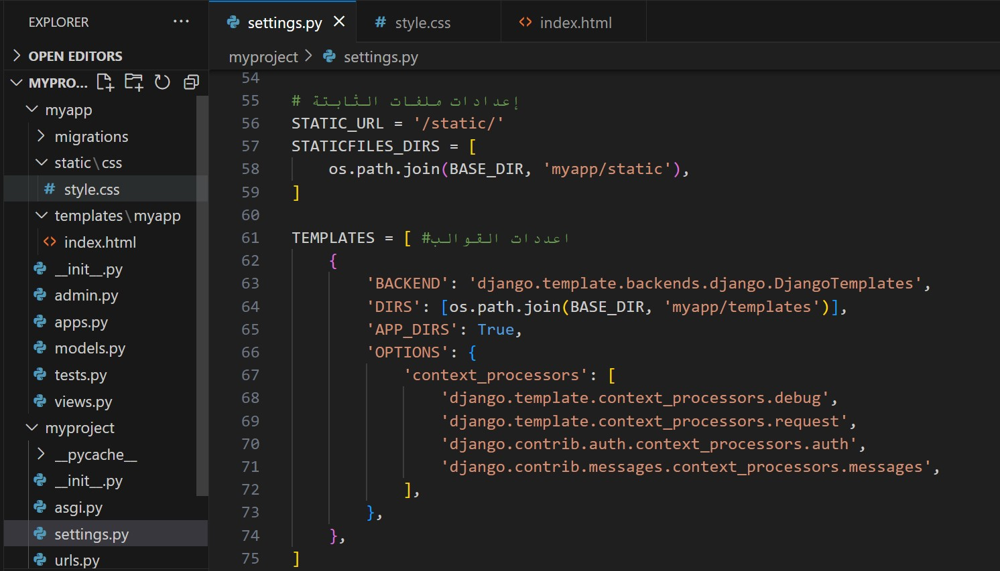 EXPLORER ...
OPEN EDITORS
MYPRO...
myapp
migrations
static\css
# style.css
templates\myapp
<> index.html
__init__.py
admin.py
apps.py
models.py
tests.py
views.py
myproject
__pycache__
__init__.py
asgi.py
settings.py
urls.py
settings.py
# style.css
<> index.html
myproject > settings.py
54
55 # إعدادات ملفات الثابتة
56 STATIC_URL = '/static/'
57 STATICFILES_DIRS = [
58     os.path.join(BASE_DIR, 'myapp/static'),
59 ]
60
61 TEMPLATES = [ #اعددات القوالب
62     {
63         'BACKEND': 'django.template.backends.django.DjangoTemplates',
64         'DIRS': [os.path.join(BASE_DIR, 'myapp/templates')],
65         'APP_DIRS': True,
66         'OPTIONS': {
67             'context_processors': [
68                 'django.template.context_processors.debug',
69                 'django.template.context_processors.request',
70                 'django.contrib.auth.context_processors.auth',
71                 'django.contrib.messages.context_processors.messages',
72             ],
73         },
74     },
75 ]